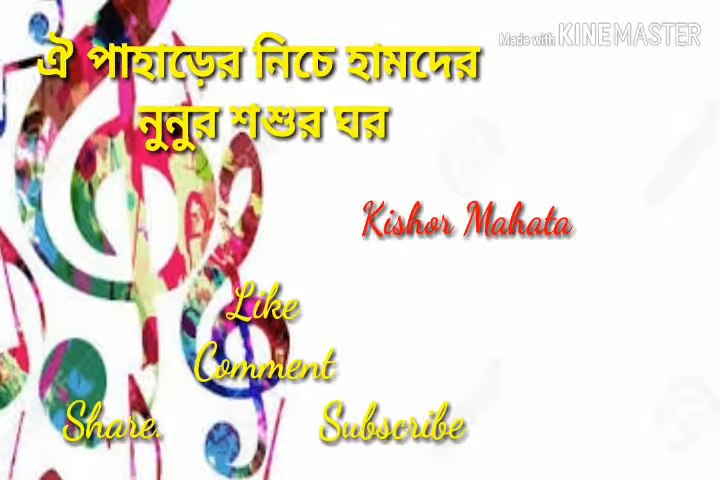 Made with KINEMASTER
ঐ পাহাড়ের নিচে হামদের
নুনুর শশুর ঘর
Kishor Mahata
Like
Comment
Share. Subscribe